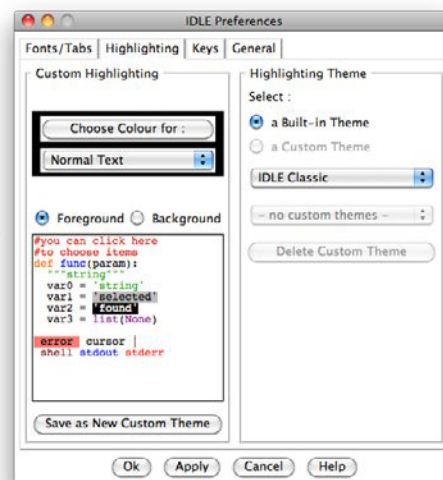 IDLE Preferences
Fonts/Tabs Highlighting Keys General
Custom Highlighting
Choose Colour for :
Normal Text
Foreground Background
#you can click here
#to choose items
def func(param):
"""string"""
var0 = 'string'
var1 = 'selected'
var2 = 'found'
var3 = list(None)
error cursor |
shell stdout stderr
Save as New Custom Theme
Highlighting Theme
Select :
a Built-in Theme
a Custom Theme
IDLE Classic
- no custom themes -
Delete Custom Theme
Ok Apply Cancel Help